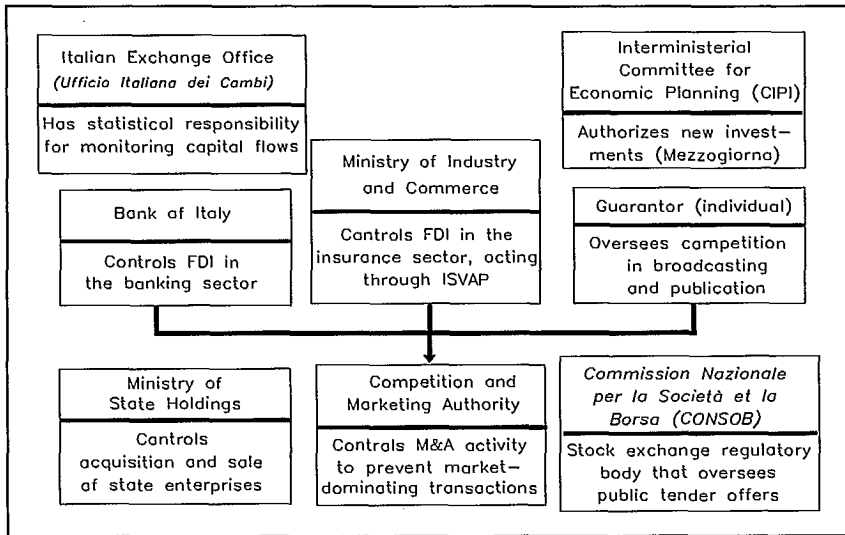 Italian Exchange Office
(Ufficio Italiana dei Cambi)
Has statistical responsibility
for monitoring capital flows
Interministerial
Committee for
Economic Planning (CIPI)
Authorizes new invest–
ments (Mezzogiorna)
Ministry of Industry
and Commerce
Controls FDI in the
insurance sector, acting
through ISVAP
Bank of Italy
Controls FDI in
the banking sector
Guarantor (individual)
Oversees competition
in broadcasting
and publication
Ministry of
State Holdings
Controls
acquisition and sale
of state enterprises
Competition and
Marketing Authority
Controls M&A activity
to prevent market–
dominating transactions
Commission Nazionale
per la Società et la
Borsa (CONSOB)
Stock exchange regulatory
body that oversees
public tender offers